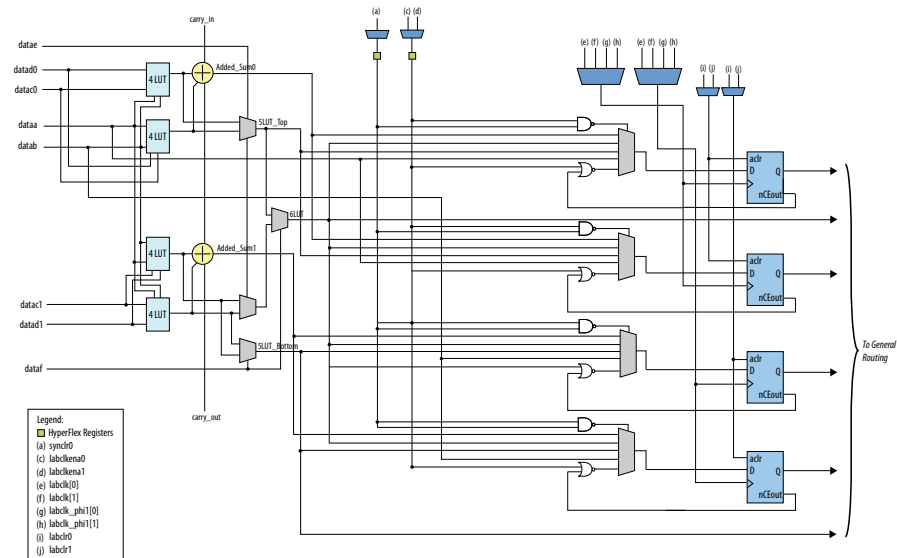 (a)
(c) (d)
carry_in
datae
(e) (f) (g) (h)
(e) (f) (g) (h)
(i) (j)
(i) (j)
datad0
4 LUT
Added_Sum0
datac0
5LUT_Top
dataa
4 LUT
datab
aclr
D Q
nCEout
6LUT
4 LUT
Added_Sum1
aclr
D Q
nCEout
datac1
4 LUT
datad1
5LUT_Bottom
To General
Routing
dataf
aclr
D Q
nCEout
carry_out
Legend:
HyperFlex Registers
(a) synclr0
(c) labclkena0
(d) labclkena1
(e) labclk[0]
(f) labclk[1]
(g) labclk_phi1[0]
(h) labclk_phi1[1]
(i) labclr0
(j) labclr1
aclr
D Q
nCEout